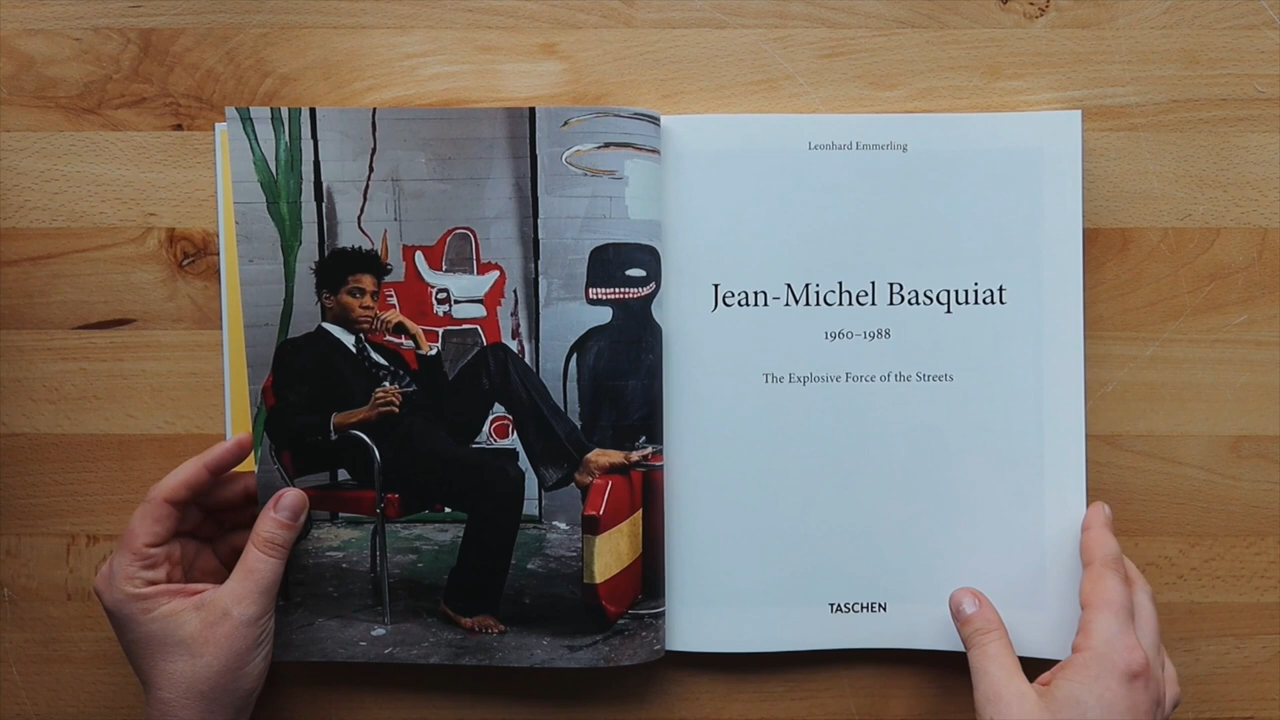 Leonhard Emmerling
Jean-Michel Basquiat
1960–1988
The Explosive Force of the Streets
TASCHEN